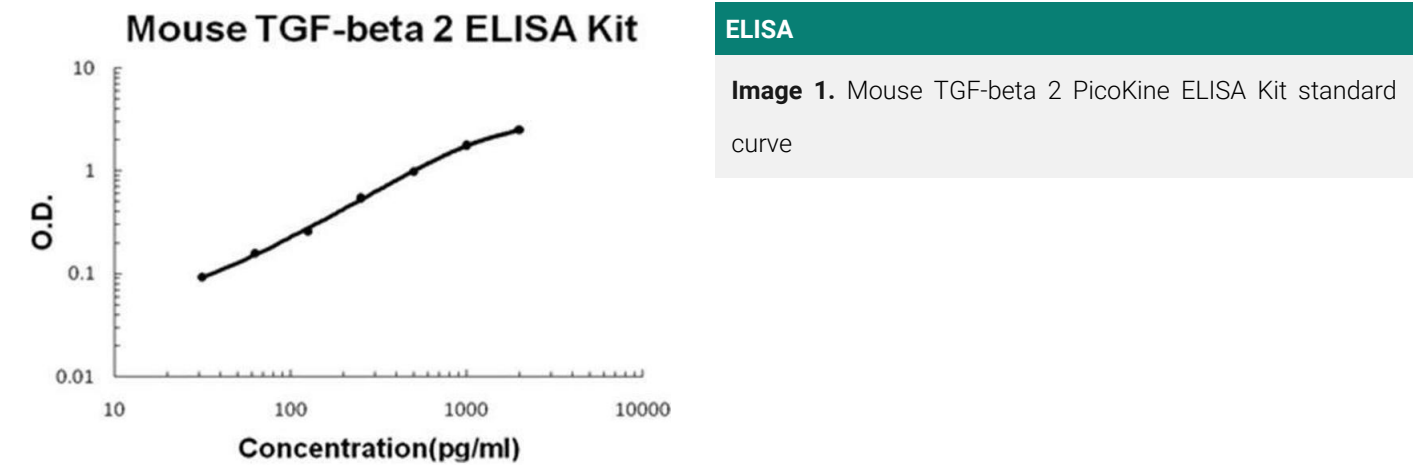 Mouse TGF-beta 2 ELISA Kit
10
1
0.1
0.01
O.D.
10 100 1000 10000
Concentration(pg/ml)
ELISA
Image 1. Mouse TGF-beta 2 PicoKine ELISA Kit standard
curve